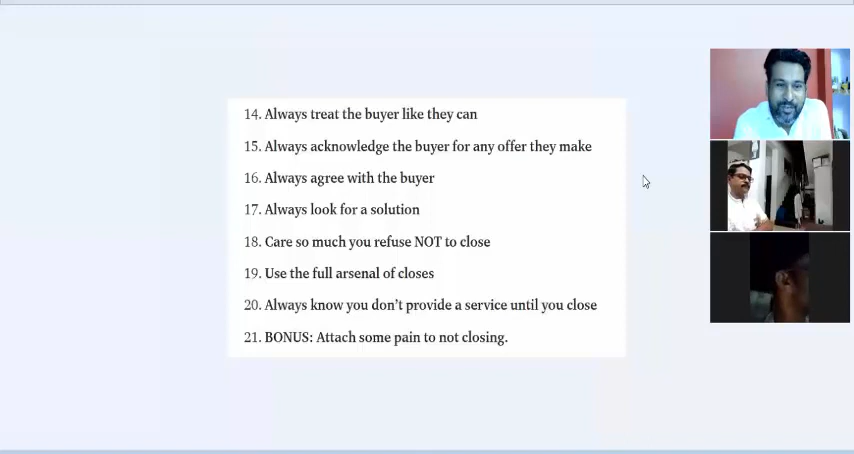 14. Always treat the buyer like they can
15. Always acknowledge the buyer for any offer they make
16. Always agree with the buyer
17. Always look for a solution
18. Care so much you refuse NOT to close
19. Use the full arsenal of closes
20. Always know you don’t provide a service until you close
21. BONUS: Attach some pain to not closing.